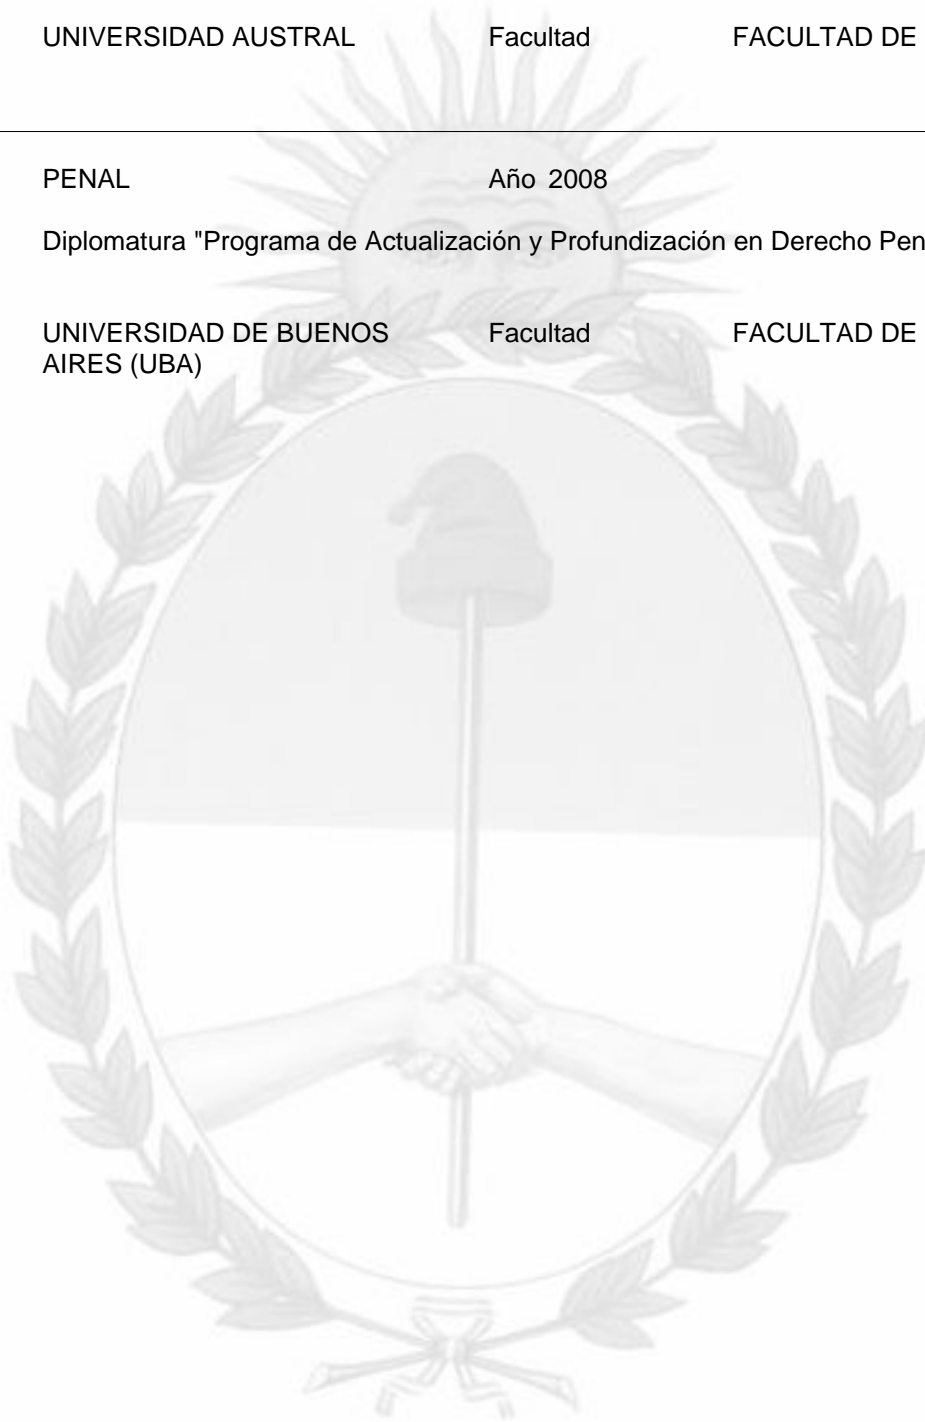 UNIVERSIDAD AUSTRAL Facultad FACULTAD DE
PENAL Año 2008
Diplomatura "Programa de Actualización y Profundización en Derecho Pen
UNIVERSIDAD DE BUENOS Facultad FACULTAD DE
AIRES (UBA)